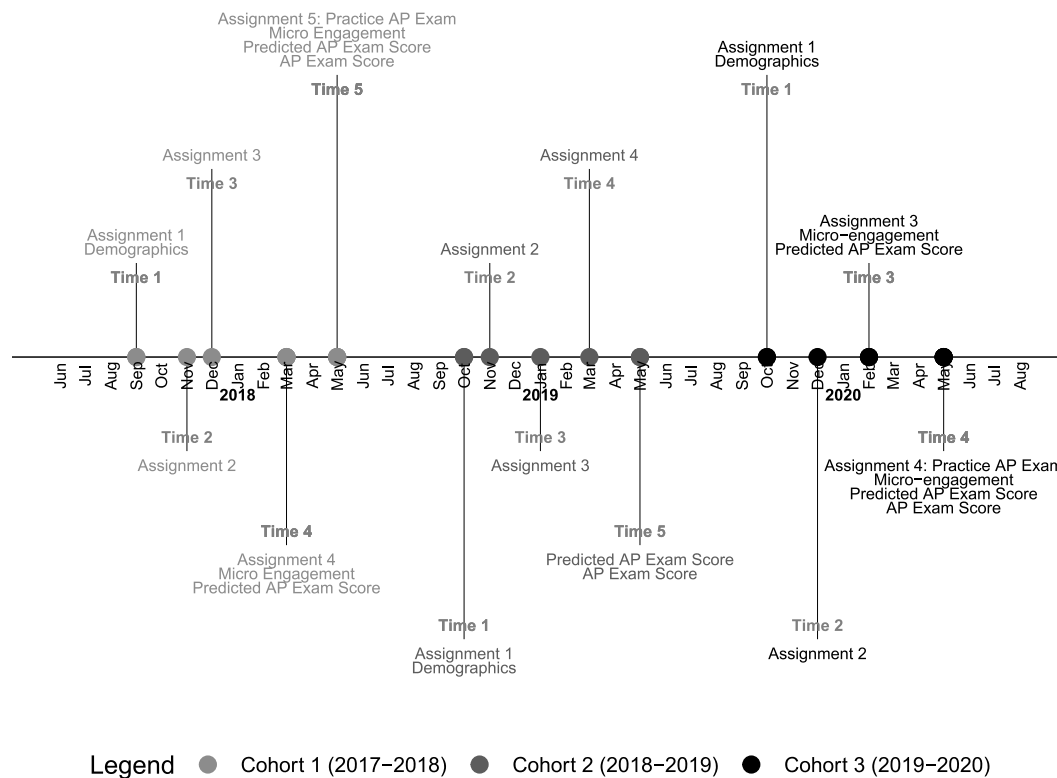 Assignment 5: Practice AP Exam
Micro Engagement
Predicted AP Exam Score
AP Exam Score
Time 5
Assignment 1
Demographics
Time 1
Assignment 3
Time 3
Assignment 4
Time 4
Assignment 1
Demographics
Time 1
Assignment 2
Time 2
Assignment 3
Micro−engagement
Predicted AP Exam Score
Time 3
Jun Jul Aug Sep Oct Nov Dec Jan Feb Mar Apr May Jun Jul Aug Sep Oct Nov Dec Jan Feb Mar Apr May Jun Jul Aug Sep Oct Nov Dec Jan Feb Mar Apr May Jun Jul Aug
2018 2019 2020
Time 2
Assignment 2
Time 3
Assignment 3
Time 4
Assignment 4: Practice AP Exam
Micro−engagement
Predicted AP Exam Score
AP Exam Score
Time 4
Assignment 4
Micro Engagement
Predicted AP Exam Score
Time 5
Predicted AP Exam Score
AP Exam Score
Time 1
Assignment 1
Demographics
Time 2
Assignment 2
Legend Cohort 1 (2017−2018) Cohort 2 (2018−2019) Cohort 3 (2019−2020)